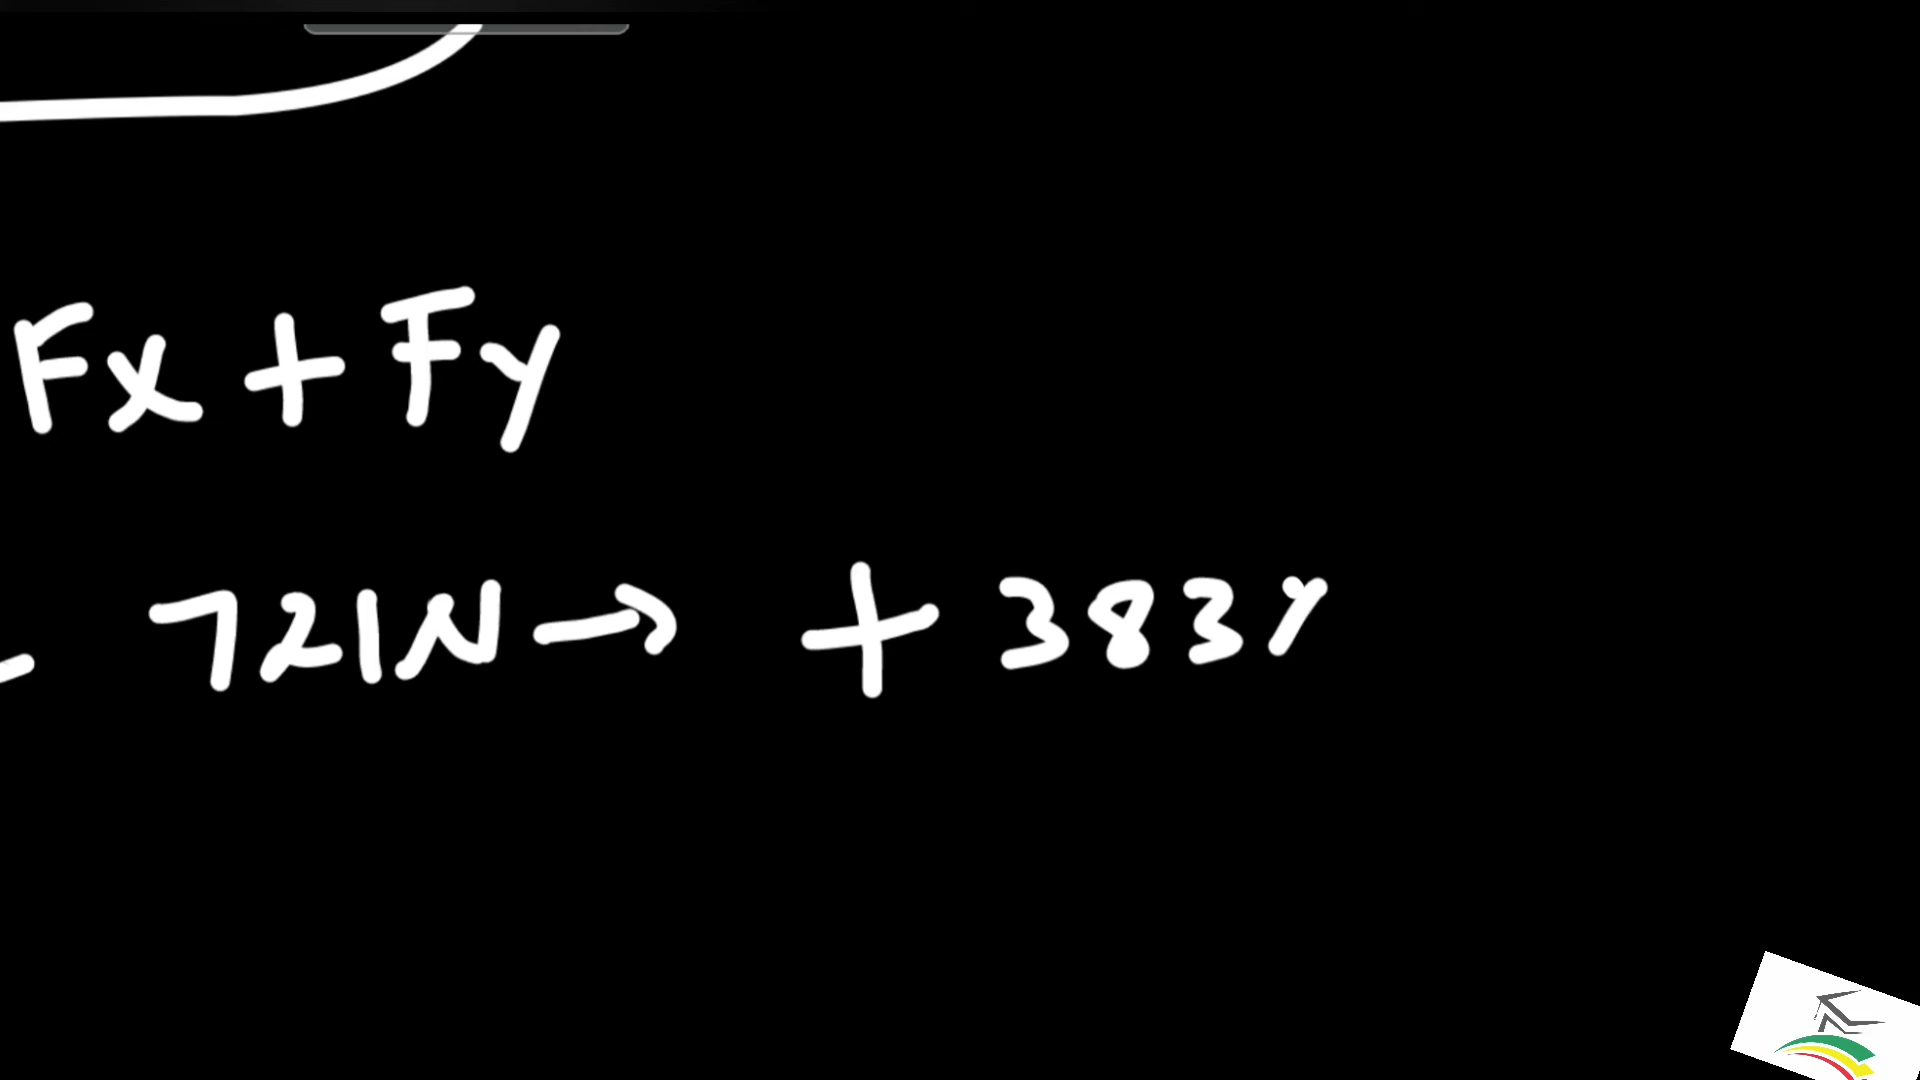 Fx + Fy
721N → + 383